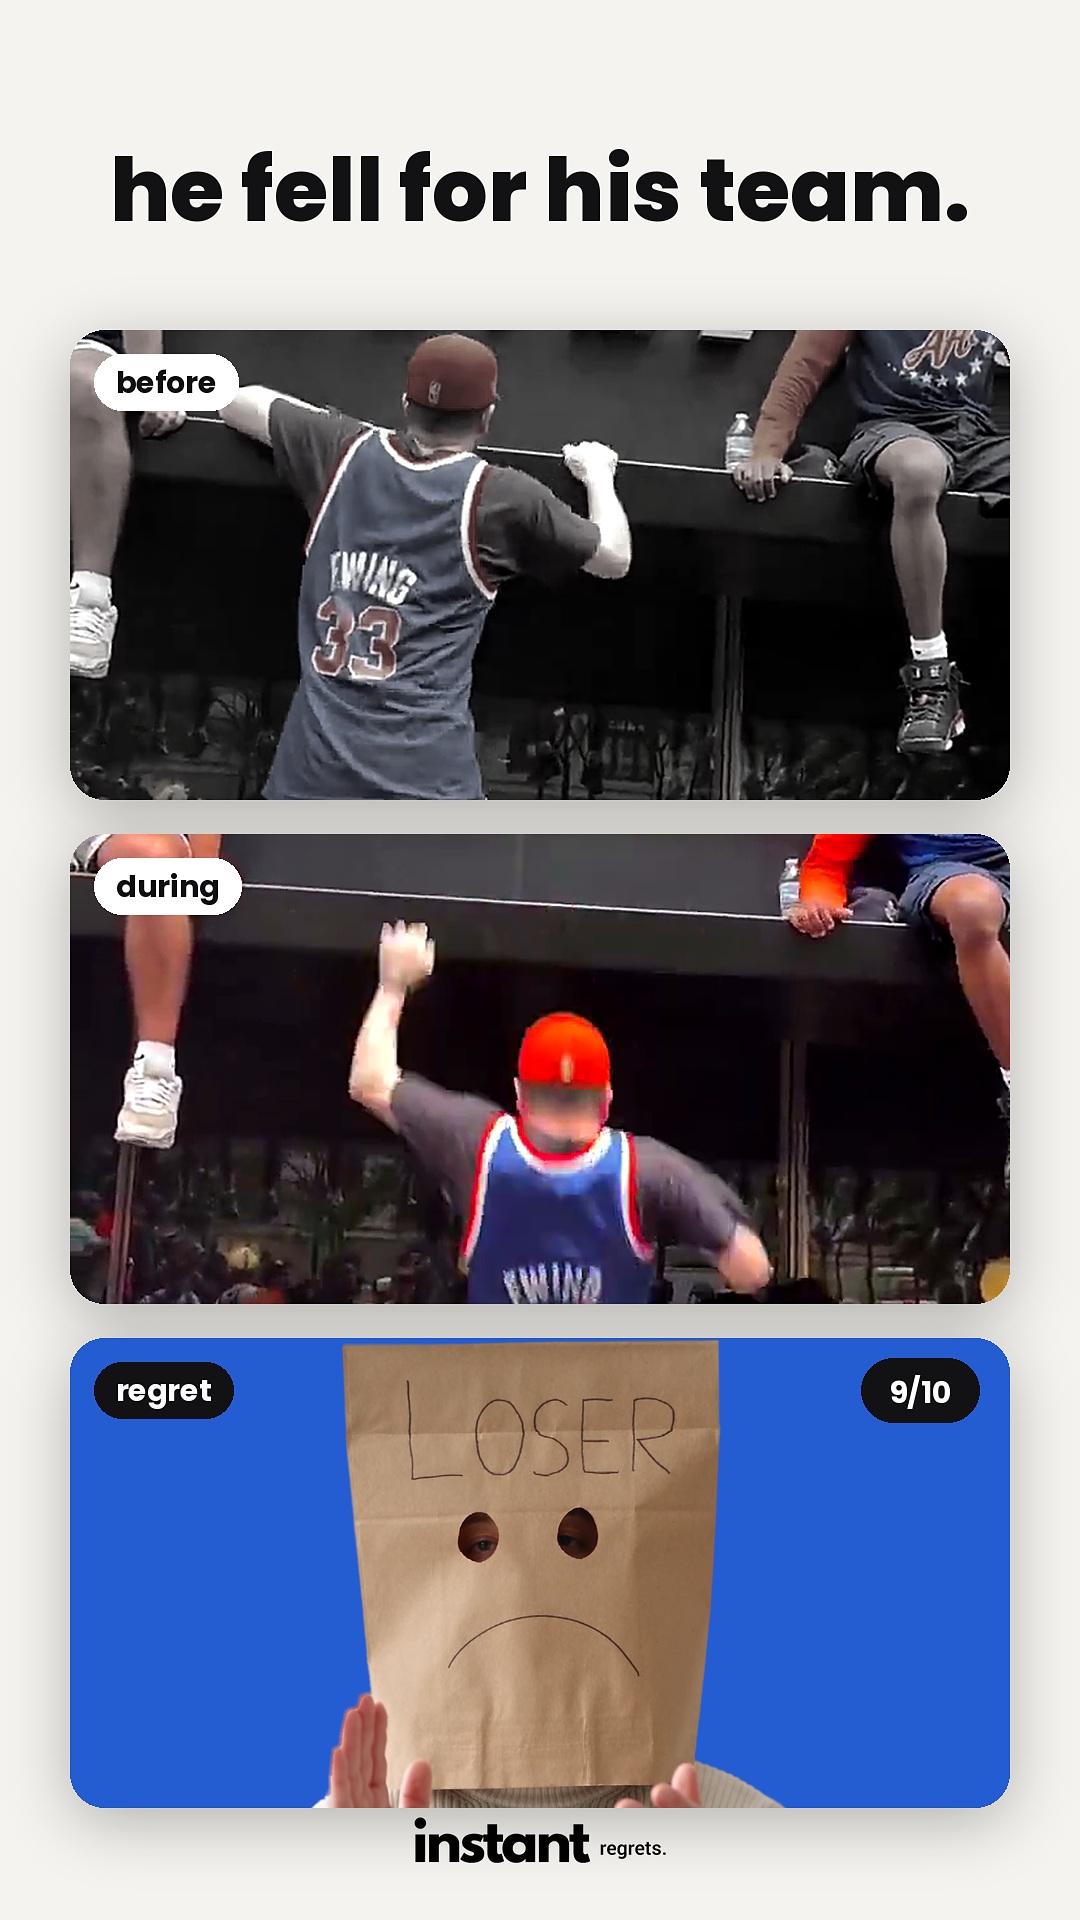 he fell for his team.
before
EWING
33
during
EWING
regret
9/10
LOSER
instant regrets.